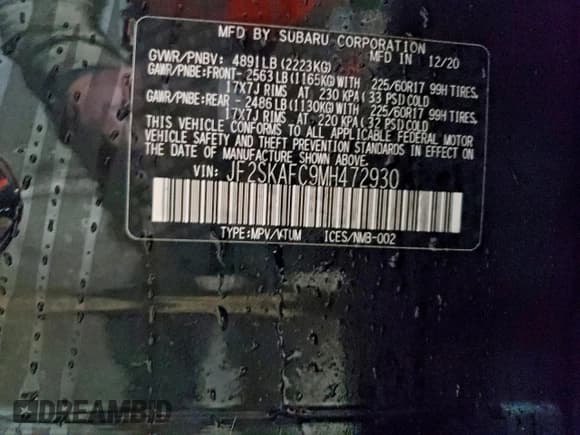 MFD BY SUBARU CORPORATION
GVWR/PNBV: 4891LB(2223KG) MFD IN 12/20
GAWR/PNBE:FRONT- 2563LB(1165KG)WITH 225/60R17 99H TIRES,
17X7J RIMS AT 230 KPA(33 PSI)COLD
GAWR/PNBE:REAR - 2486LB(1130KG)WITH 225/60R17 99H TIRES,
17X7J RIMS AT 220 KPA(32 PSI)COLD
THIS VEHICLE CONFORMS TO ALL APPLICABLE FEDERAL MOTOR
VEHICLE SAFETY AND THEFT PREVENTION STANDARDS IN EFFECT ON
THE DATE OF MANUFACTURE SHOWN ABOVE.
VIN: JF2SKAFC9MH472930
TYPE:MPV/VTUM ICES/NMB-002
DREAMBID